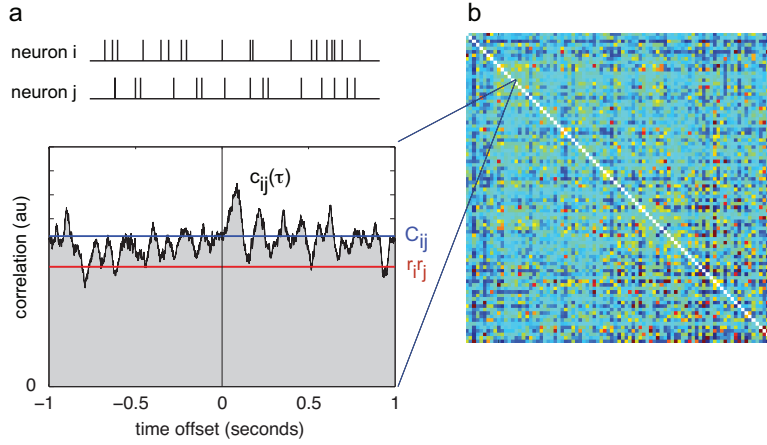 a
neuron i
neuron j
correlation (au)
0
c_ij(τ)
C_ij
r_i r_j
−1
−0.5
0
0.5
1
time offset (seconds)
b